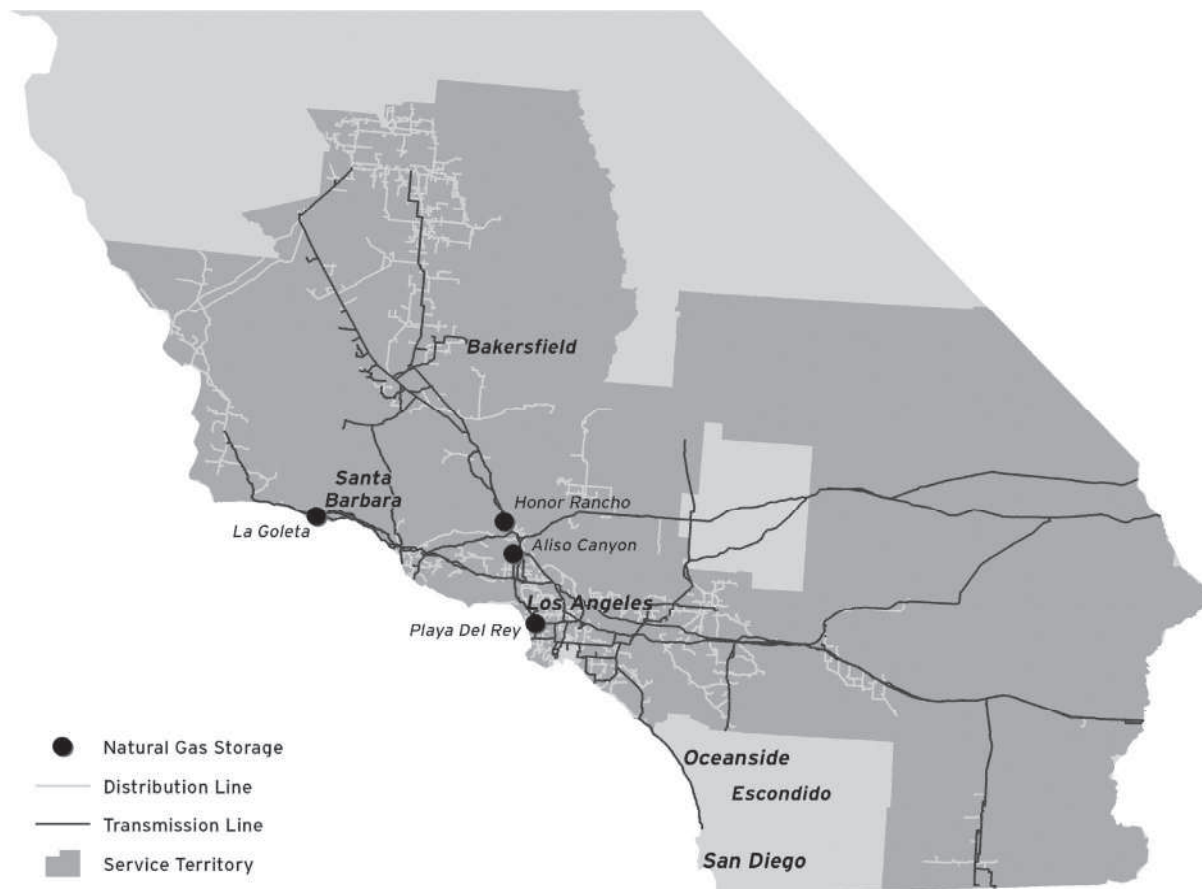 Bakersfield
Santa
Barbara
Honor Rancho
La Goleta
Aliso Canyon
Los Angeles
Playa Del Rey
Natural Gas Storage
Distribution Line
Transmission Line
Service Territory
Oceanside
Escondido
San Diego